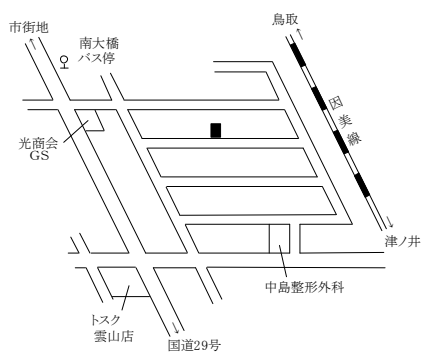 市街地
南大橋
バス停
鳥取
因美線
光商会
GS
津ノ井
中島整形外科
トスク
雲山店
国道29号